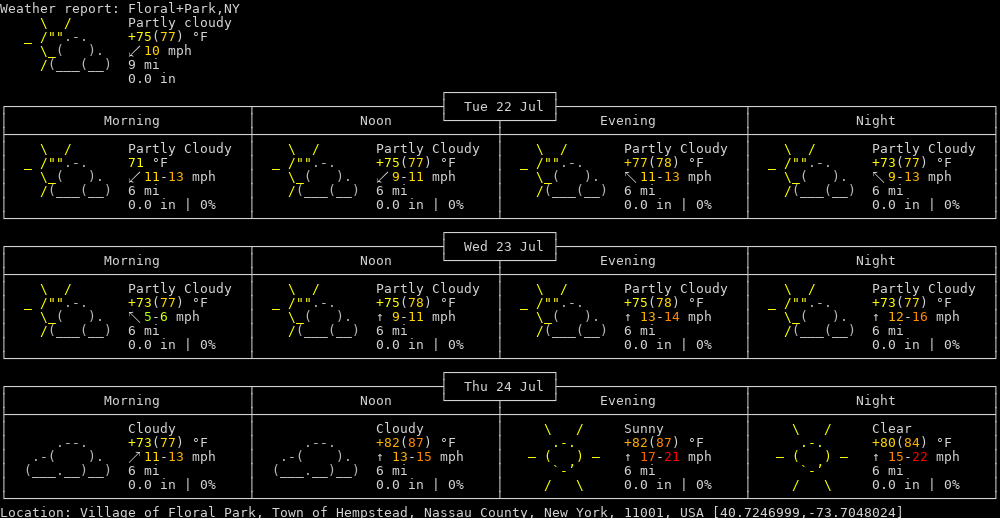 Weather report: Floral+Park,NY
Partly cloudy
+75(77) °F
↙ 10 mph
9 mi
0.0 in
Tue 22 Jul
Morning Noon Evening Night
Partly Cloudy Partly Cloudy Partly Cloudy Partly Cloudy
71 °F +75(77) °F +77(78) °F +73(77) °F
↙ 11-13 mph ↙ 9-11 mph ↖ 11-13 mph ↖ 9-13 mph
6 mi 6 mi 6 mi 6 mi
0.0 in | 0% 0.0 in | 0% 0.0 in | 0% 0.0 in | 0%
Wed 23 Jul
Morning Noon Evening Night
Partly Cloudy Partly Cloudy Partly Cloudy Partly Cloudy
+73(77) °F +75(78) °F +75(78) °F +73(77) °F
↖ 5-6 mph ↑ 9-11 mph ↑ 13-14 mph ↑ 12-16 mph
6 mi 6 mi 6 mi 6 mi
0.0 in | 0% 0.0 in | 0% 0.0 in | 0% 0.0 in | 0%
Thu 24 Jul
Morning Noon Evening Night
Cloudy Cloudy Sunny Clear
+73(77) °F +82(87) °F +82(87) °F +80(84) °F
↗ 11-13 mph ↑ 13-15 mph ↑ 17-21 mph ↑ 15-22 mph
6 mi 6 mi 6 mi 6 mi
0.0 in | 0% 0.0 in | 0% 0.0 in | 0% 0.0 in | 0%
Location: Village of Floral Park, Town of Hempstead, Nassau County, New York, 11001, USA [40.7246999,-73.7048024]